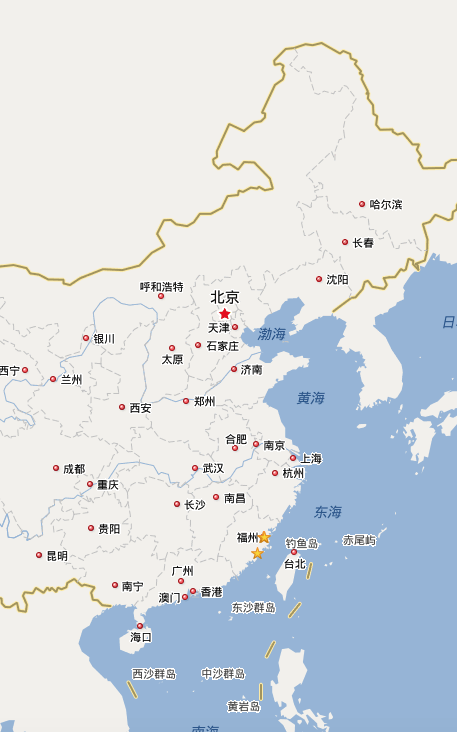 哈尔滨
长春
日
沈阳
呼和浩特
北京
天津
渤海
银川
石家庄
太原
西宁
兰州
济南
黄海
西安
郑州
合肥
南京
上海
成都
武汉
杭州
重庆
南昌
长沙
东海
贵阳
福州
钓鱼岛
赤尾屿
昆明
台北
广州
南宁
香港
澳门
东沙群岛
海口
西沙群岛
中沙群岛
黄岩岛
南海